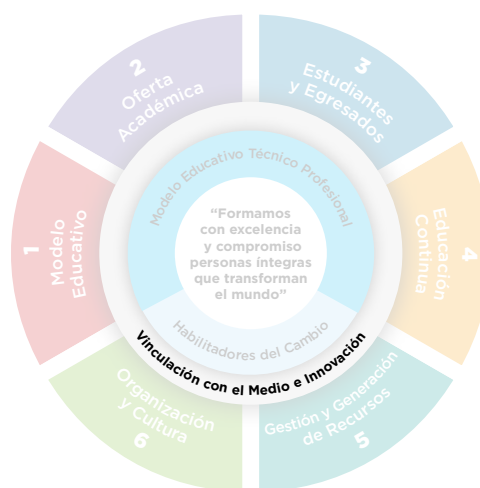 1
Modelo
Educativo
2
Oferta
Académica
3
Estudiantes
y Egresados
4
Educación
Continua
Gestión y Generación
de Recursos
5
Organización
y Cultura
6
Modelo Educativo Técnico Profesional
“Formamos
con excelencia
y compromiso
personas íntegras
que transforman
el mundo”
Habilitadores del Cambio
Vinculación con el Medio e Innovación